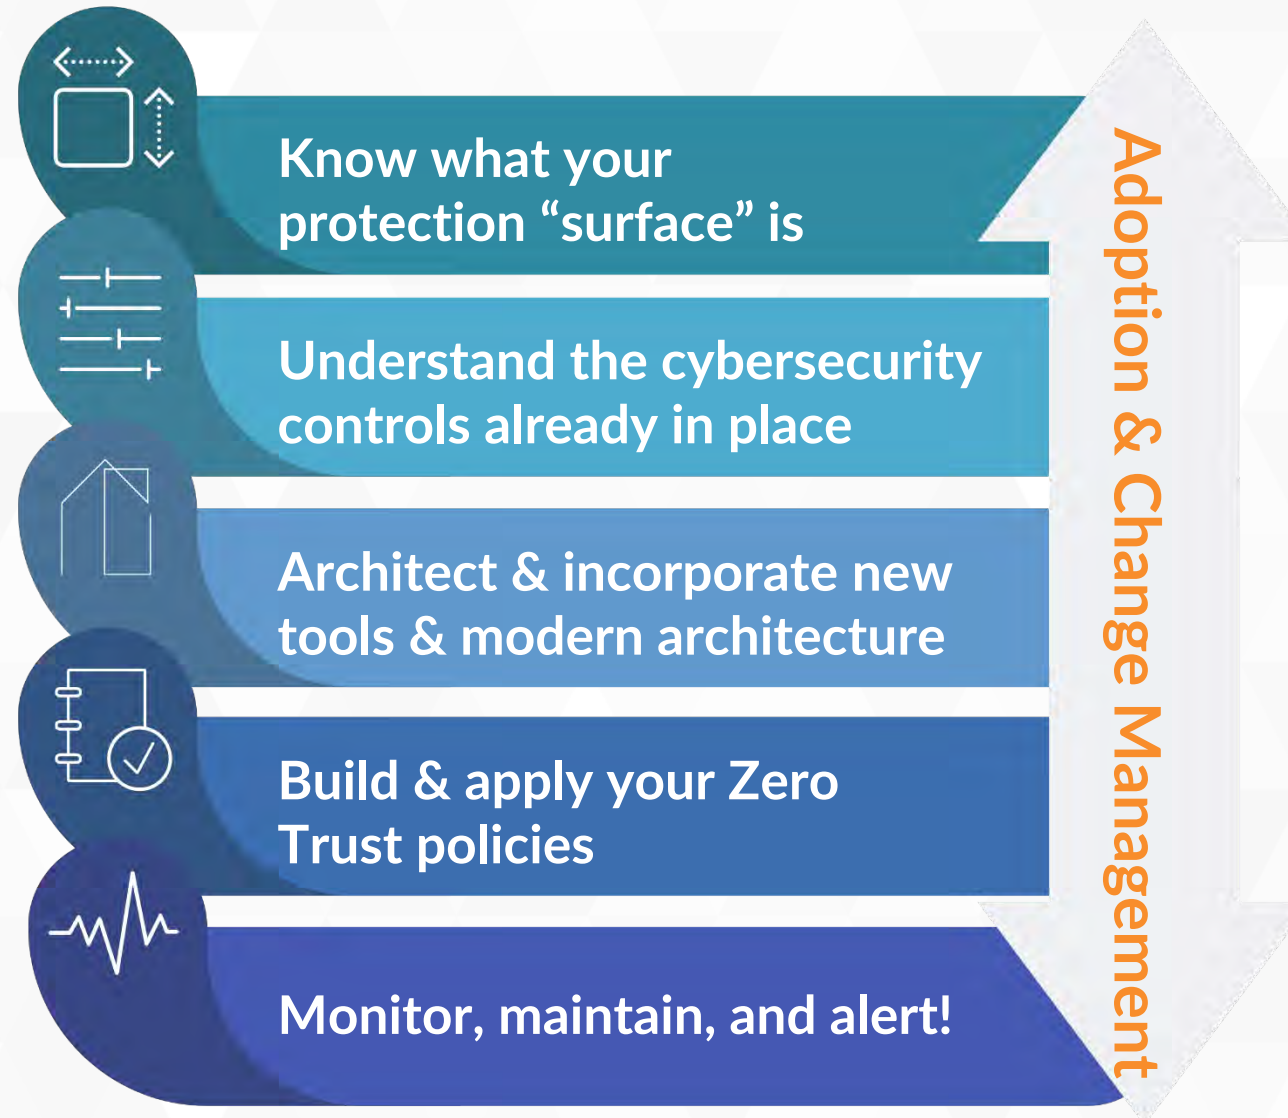 Know what your
protection “surface” is
Understand the cybersecurity
controls already in place
Architect & incorporate new
tools & modern architecture
Build & apply your Zero
Trust policies
Monitor, maintain, and alert!
Adoption & Change Management